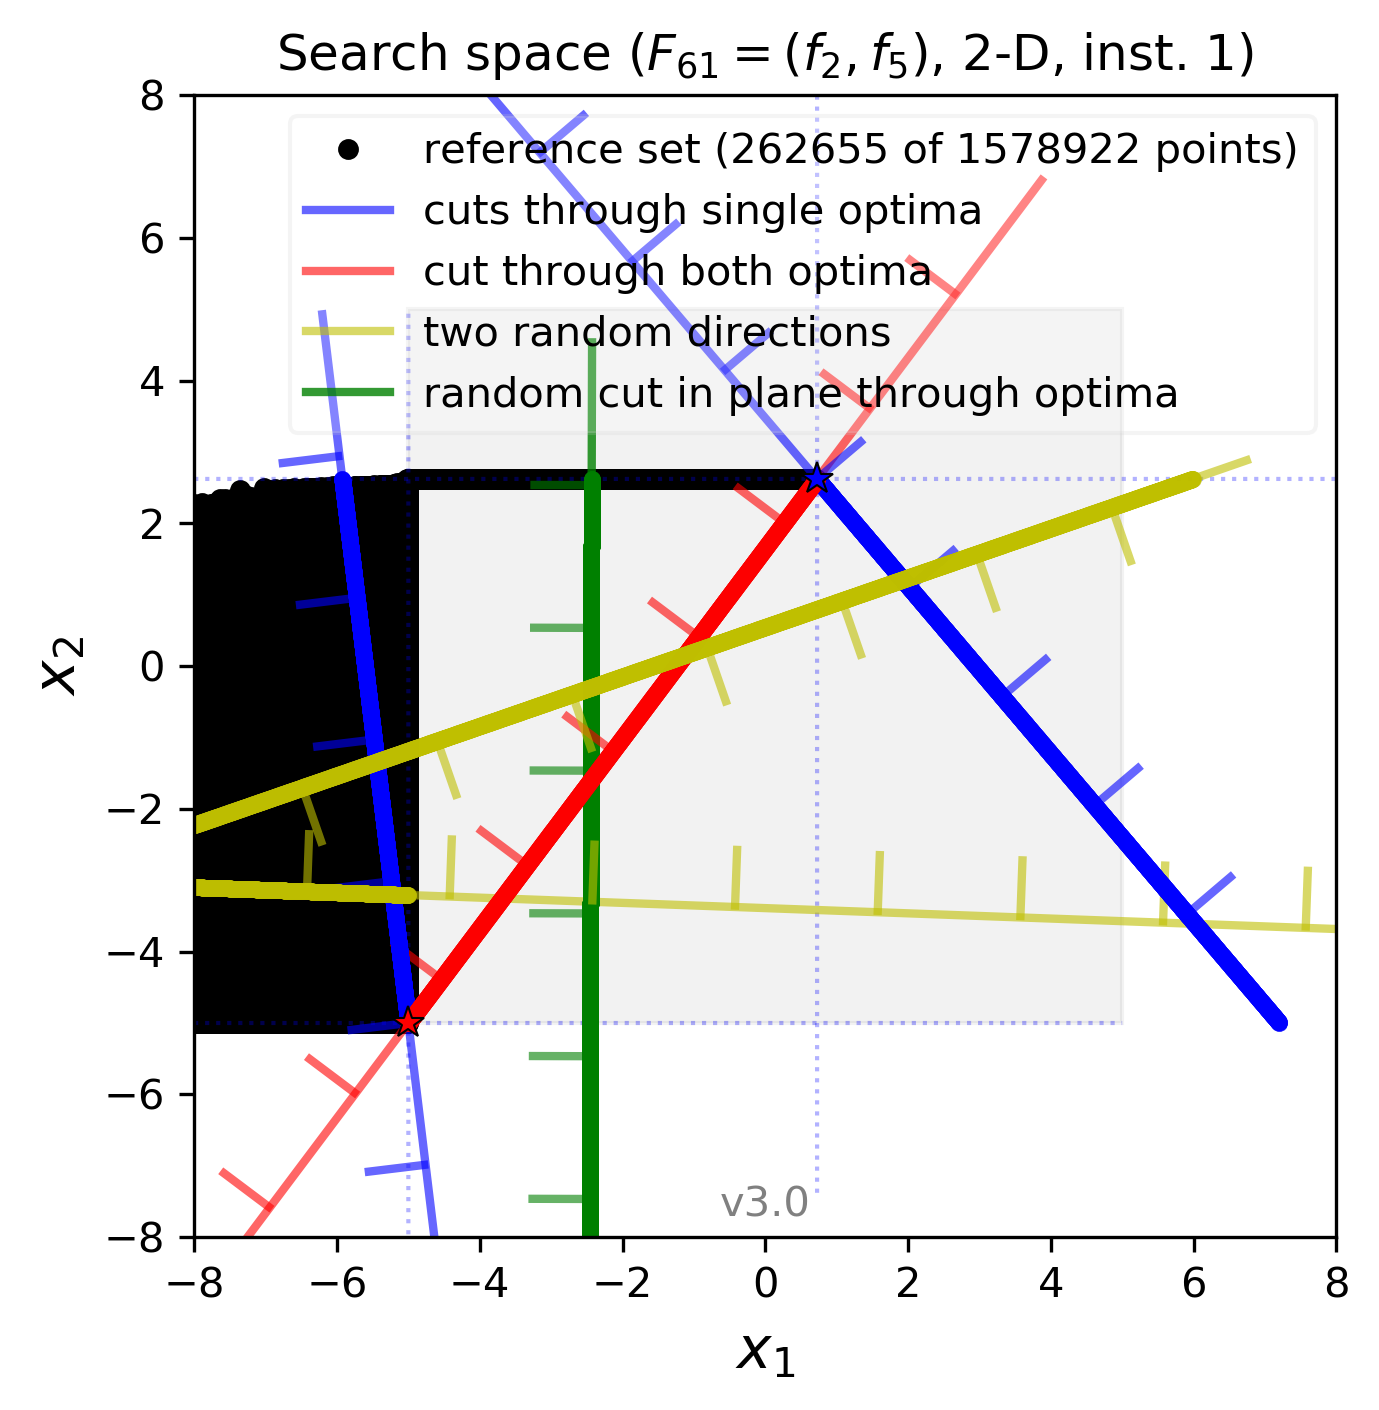 Search space (F₆₁ = (f₂, f₅), 2-D, inst. 1)
reference set (262655 of 1578922 points)
cuts through single optima
cut through both optima
two random directions
random cut in plane through optima
8
6
4
2
0
−2
−4
−6
−8
x₂
v3.0
−8 −6 −4 −2 0 2 4 6 8
x₁